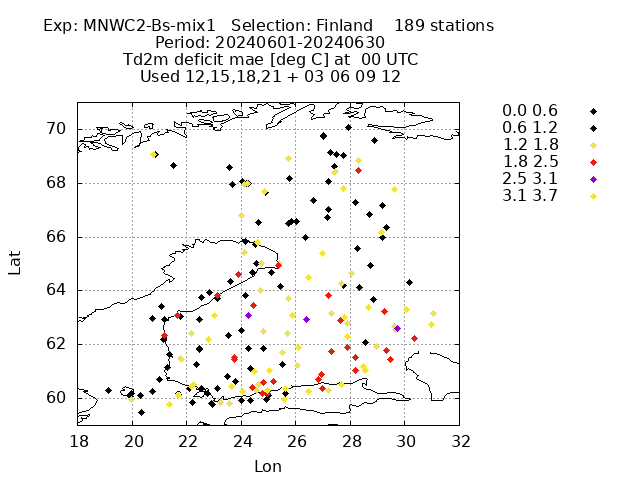 Exp: MNWC2-Bs-mix1   Selection: Finland    189 stations
Period: 20240601-20240630
Td2m deficit mae [deg C] at  00 UTC
Used 12,15,18,21 + 03 06 09 12
0.0 0.6
0.6 1.2
1.2 1.8
1.8 2.5
2.5 3.1
3.1 3.7
70
68
66
64
62
60
Lat
18 20 22 24 26 28 30 32
Lon